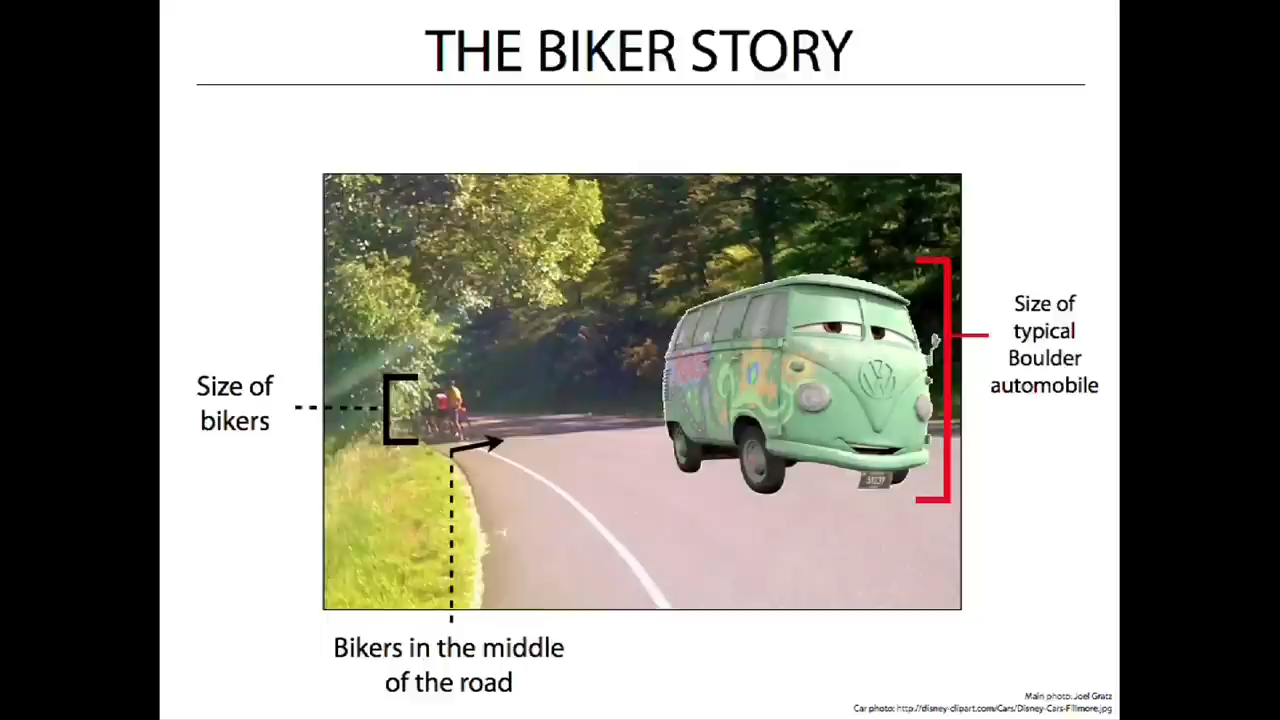 THE BIKER STORY
Size of
bikers
Size of
typical
Boulder
automobile
51237
Bikers in the middle
of the road
Main photo: Joel Gratz
Car photo: http://disney-clipart.com/Cars/Disney-Cars-Fillmore.jpg